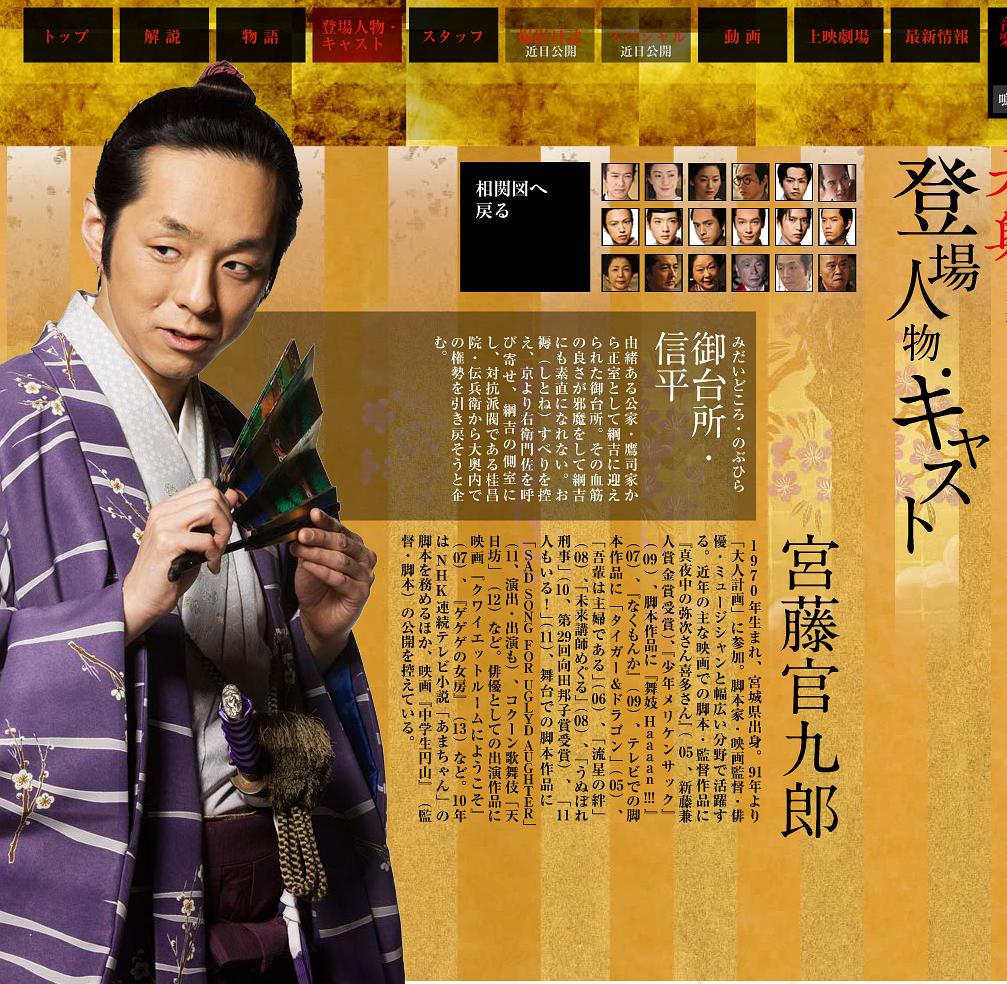 トップ
解説
物語
登場人物・
キャスト
スタッフ
近日公開
スペシャル
近日公開
動画
上映劇場
最新情報
相関図へ
戻る
登場人物・キャスト
みだいどころ・のぶひら
御台所・
信平
由緒ある公家・鷹司家か
ら正室として綱吉に迎え
られた御台所。その血筋
の良さが邪魔をして綱吉
にも素直になれない。お
褥（しとね）すべりを控
え、京より右衛門佐を呼
び寄せ、綱吉の側室に
し、対抗派閥である桂昌
院・伝兵衛から大奥内で
の権勢を引き戻そうと企
む。
宮藤官九郎
1970年生まれ、宮城県出身。91年より
「大人計画」に参加。脚本家・映画監督・俳
優・ミュージシャンと幅広い分野で活躍す
る。近年の主な映画での脚本・監督作品に
『真夜中の弥次さん喜多さん』（05、新藤兼
人賞金賞受賞）、『少年メリケンサック』
（09）、脚本作品に『舞妓Haaaan!!!』
（07）、『なくもんか』（09）、テレビでの脚
本作品に「タイガー＆ドラゴン」（05）、
「吾輩は主婦である」（06）、「流星の絆」
（08）、「未来講師めぐる」（08）、「うぬぼれ
刑事」（10、第29回向田邦子賞受賞）、「11
人もいる！」（11）、舞台での脚本作品に
「SAD SONG FOR UGLYD AUGHTER」
（11、演出・出演も）、コクーン歌舞伎「天
日坊」（12）など。俳優としての出演作品に
映画『クワイエットルームにようこそ』
（07）、『ゲゲゲの女房』（13）など。10年
はNHK連続テレビ小説「あまちゃん」の
脚本を務めるほか、映画『中学生円山』（監
督・脚本）の公開を控えている。